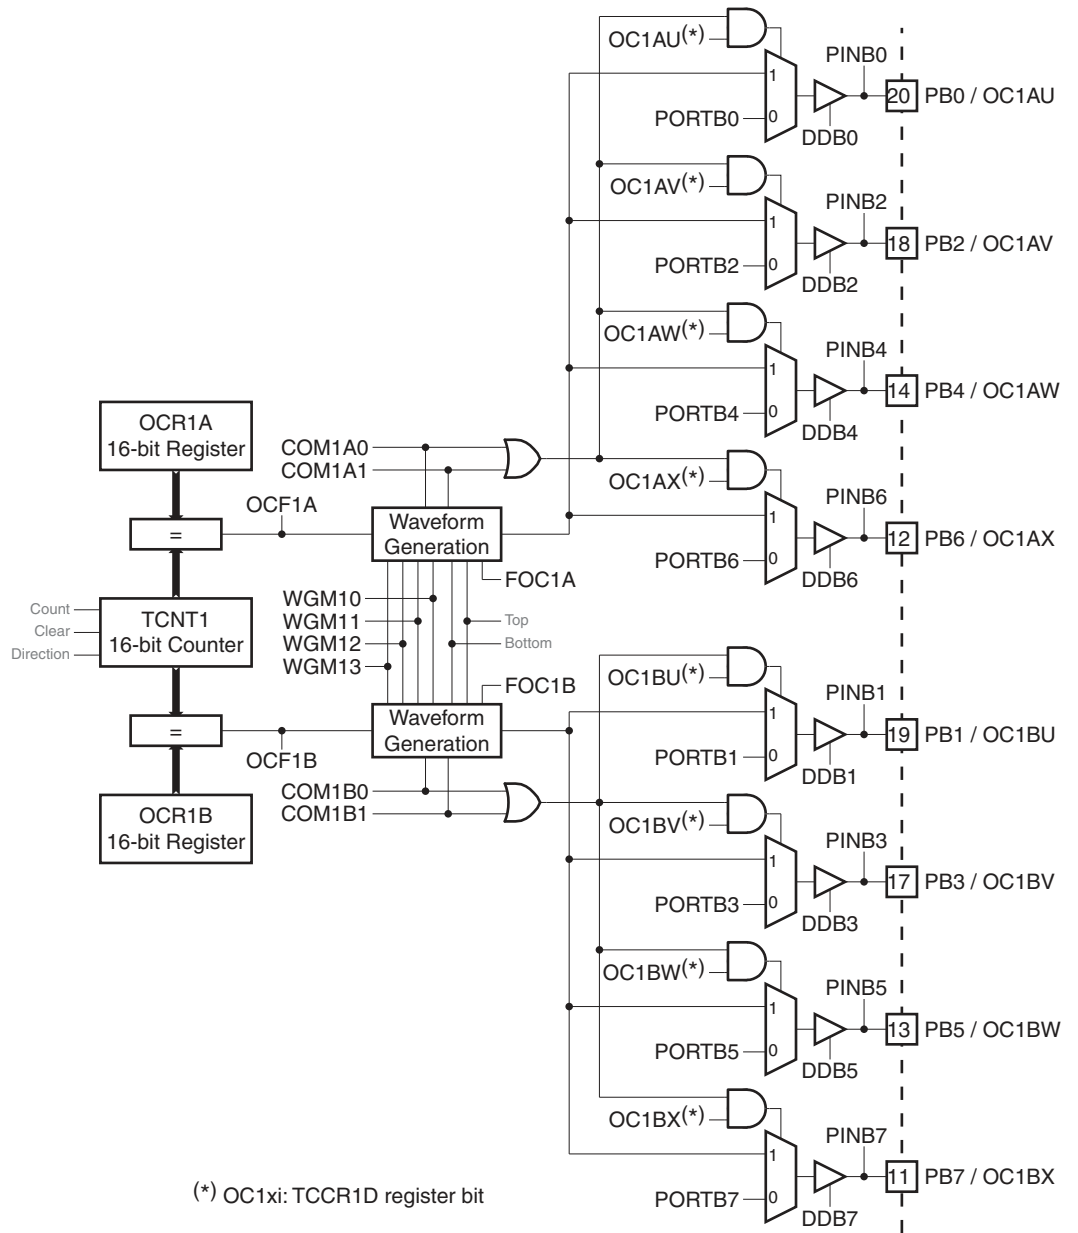 OC1AU(*)
PINB0
1
20 PB0 / OC1AU
PORTB0
0
DDB0
OC1AV(*)
PINB2
1
18 PB2 / OC1AV
PORTB2
0
DDB2
OC1AW(*)
PINB4
1
14 PB4 / OC1AW
PORTB4
0
DDB4
OCR1A
16-bit Register
COM1A0
COM1A1
OC1AX(*)
PINB6
OCF1A
Waveform
Generation
1
=
12 PB6 / OC1AX
PORTB6
0
DDB6
FOC1A
WGM10
WGM11
WGM12
WGM13
Top
Bottom
Count
Clear
Direction
TCNT1
16-bit Counter
FOC1B
OC1BU(*)
PINB1
Waveform
Generation
1
=
19 PB1 / OC1BU
OCF1B
PORTB1
0
DDB1
COM1B0
COM1B1
OCR1B
16-bit Register
OC1BV(*)
PINB3
1
17 PB3 / OC1BV
PORTB3
0
DDB3
OC1BW(*)
PINB5
1
13 PB5 / OC1BW
PORTB5
0
DDB5
OC1BX(*)
PINB7
1
11 PB7 / OC1BX
PORTB7
0
DDB7
(*) OC1xi: TCCR1D register bit